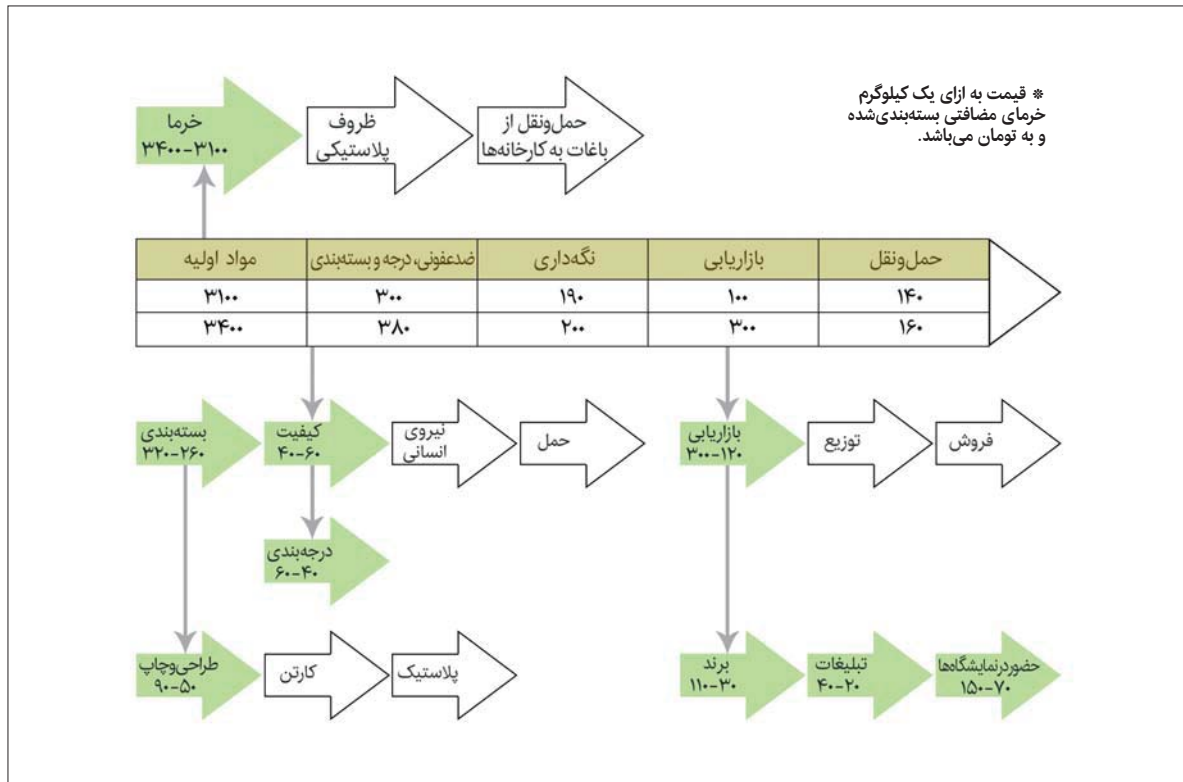 * قیمت به ازای یک کیلوگرم
خرمای مضافتی بسته‌بندی‌شده
و به تومان می‌باشد.
خرما
۳۴۰۰-۳۱۰۰
ظروف
پلاستیکی
حمل‌ونقل از
باغات به کارخانه‌ها
مواد اولیه
ضدعفونی، درجه و بسته‌بندی
نگه‌داری
بازاریابی
حمل‌ونقل
۳۱۰۰
۳۰۰
۱۹۰
۱۰۰
۱۴۰
۳۴۰۰
۳۸۰
۲۰۰
۳۰۰
۱۶۰
بسته‌بندی
۳۲۰-۲۶۰
کیفیت
۴۰-۶۰
نیروی
انسانی
حمل
بازاریابی
۳۰۰-۱۲۰
توزیع
فروش
درجه‌بندی
۶۰-۴۰
طراحی‌وچاپ
۹۰-۵۰
کارتن
پلاستیک
برند
۱۱۰-۳۰
تبلیغات
۴۰-۲۰
حضور‌در‌نمایشگاه‌ها
۱۵۰-۷۰